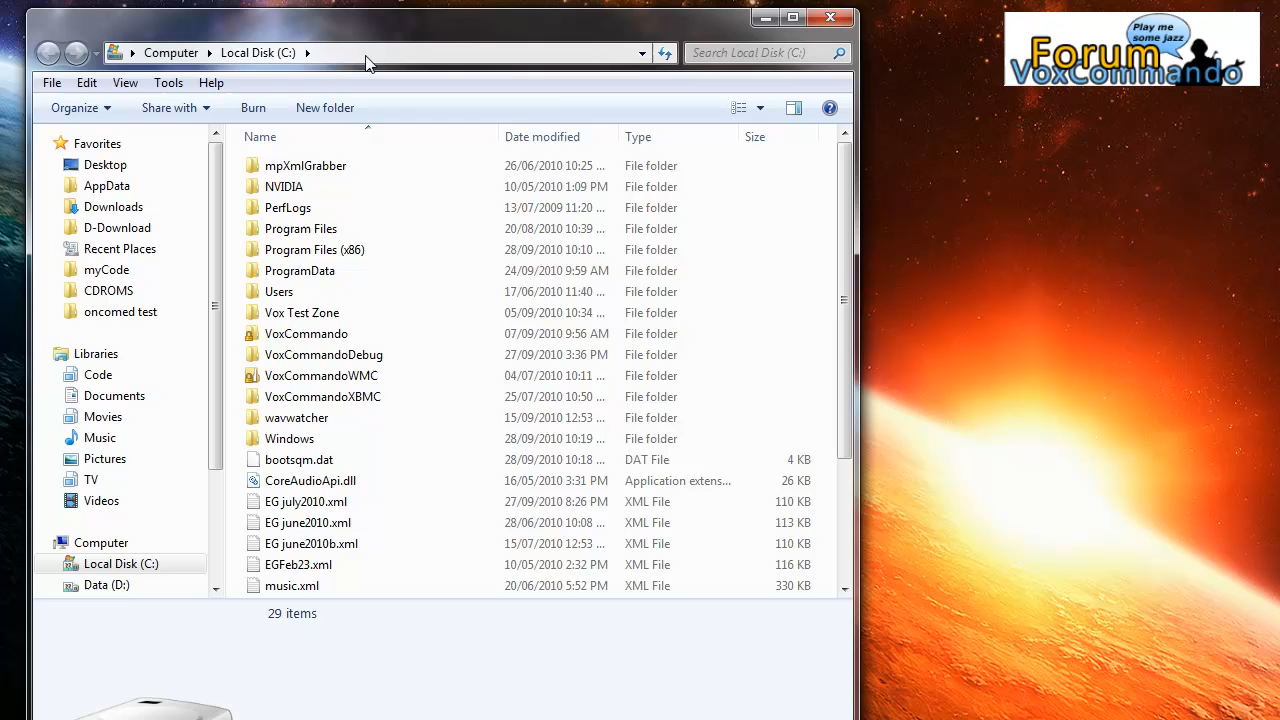 Computer Local Disk (C:) Search Local Disk (C:)
File Edit View Tools Help
Organize Share with Burn New folder
Favorites
Desktop
AppData
Downloads
D-Download
Recent Places
myCode
CDROMS
oncomed test
Libraries
Code
Documents
Movies
Music
Pictures
TV
Videos
Computer
Local Disk (C:)
Data (D:)
Name Date modified Type Size
mpXmlGrabber 26/06/2010 10:25 ... File folder
NVIDIA 10/05/2010 1:09 PM File folder
PerfLogs 13/07/2009 11:20 ... File folder
Program Files 20/08/2010 10:39 ... File folder
Program Files (x86) 28/09/2010 10:10 ... File folder
ProgramData 24/09/2010 9:59 AM File folder
Users 17/06/2010 11:40 ... File folder
Vox Test Zone 05/09/2010 10:34 ... File folder
VoxCommando 07/09/2010 9:56 AM File folder
VoxCommandoDebug 27/09/2010 3:36 PM File folder
VoxCommandoWMC 04/07/2010 10:11 ... File folder
VoxCommandoXBMC 25/07/2010 10:50 ... File folder
wavwatcher 15/09/2010 12:53 ... File folder
Windows 28/09/2010 10:19 ... File folder
bootsqm.dat 28/09/2010 10:18 ... DAT File 4 KB
CoreAudioApi.dll 16/05/2010 3:31 PM Application extens... 26 KB
EG july2010.xml 27/09/2010 8:26 PM XML File 110 KB
EG june2010.xml 28/06/2010 10:08 ... XML File 113 KB
EG june2010b.xml 15/07/2010 12:53 ... XML File 110 KB
EGFeb23.xml 10/05/2010 2:32 PM XML File 116 KB
music.xml 20/06/2010 5:52 PM XML File 330 KB
29 items
Play me
some jazz
Forum
VoxCommando